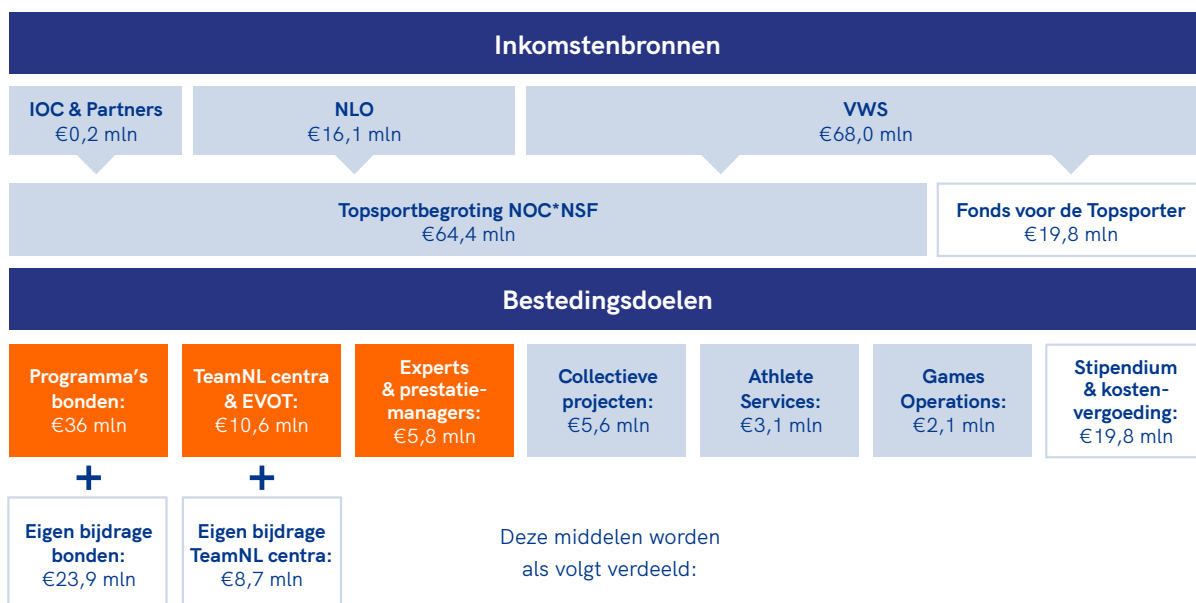 Inkomstenbronnen
IOC & Partners
€0,2 mln
NLO
€16,1 mln
VWS
€68,0 mln
Topsportbegroting NOC*NSF
€64,4 mln
Fonds voor de Topsporter
€19,8 mln
Bestedingsdoelen
Programma’s
bonden:
€36 mln
TeamNL centra
& EVOT:
€10,6 mln
Experts
& prestatie-
managers:
€5,8 mln
Collectieve
projecten:
€5,6 mln
Athlete
Services:
€3,1 mln
Games
Operations:
€2,1 mln
Stipendium
& kosten-
vergoeding:
€19,8 mln
+
+
Eigen bijdrage
bonden:
€23,9 mln
Eigen bijdrage
TeamNL centra:
€8,7 mln
Deze middelen worden
als volgt verdeeld: